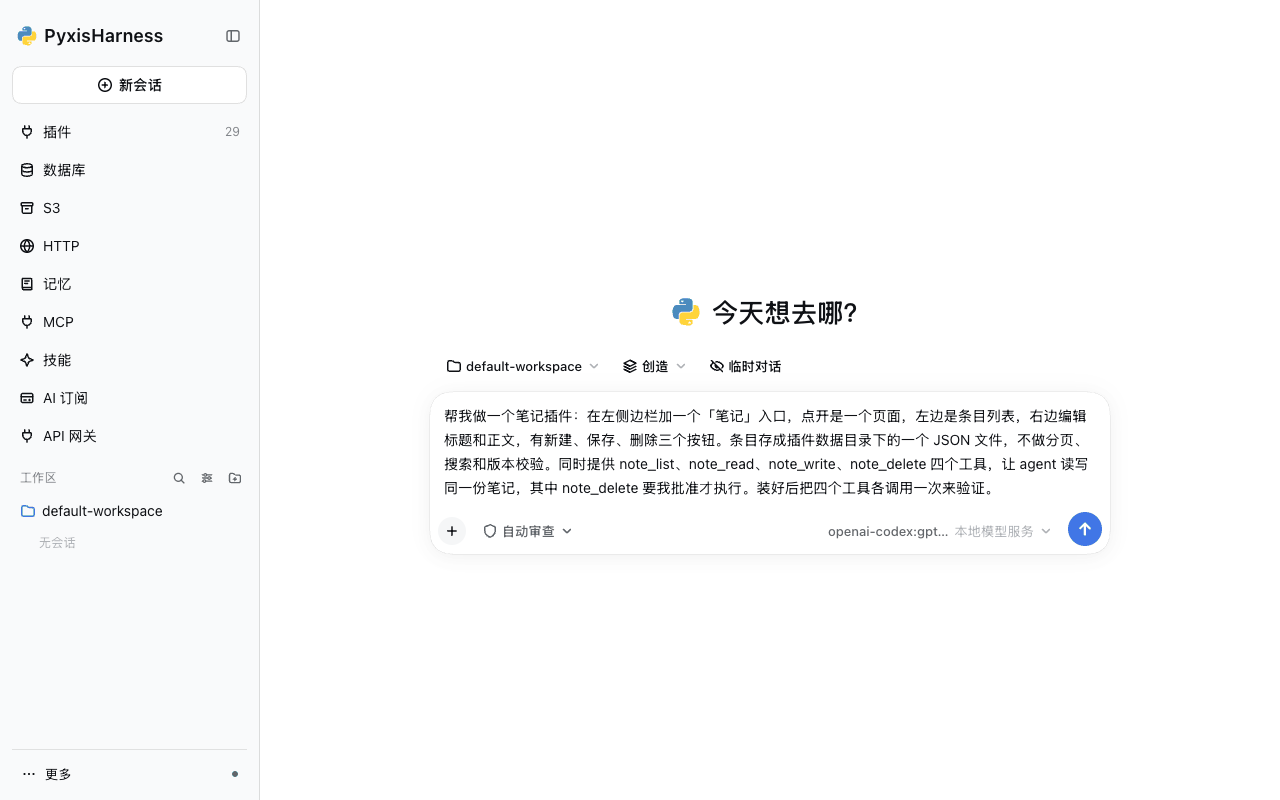 PyxisHarness
新会话
插件 29
数据库
S3
HTTP
记忆
MCP
技能
AI 订阅
API 网关
工作区
default-workspace
无会话
更多
今天想去哪?
default-workspace 创造 临时对话
帮我做一个笔记插件：在左侧边栏加一个「笔记」入口，点开是一个页面，左边是条目列表，右边编辑
标题和正文，有新建、保存、删除三个按钮。条目存成插件数据目录下的一个 JSON 文件，不做分页、
搜索和版本校验。同时提供 note_list、note_read、note_write、note_delete 四个工具，让 agent 读写
同一份笔记，其中 note_delete 要我批准才执行。装好后把四个工具各调用一次来验证。
自动审查 openai-codex:gpt... 本地模型服务